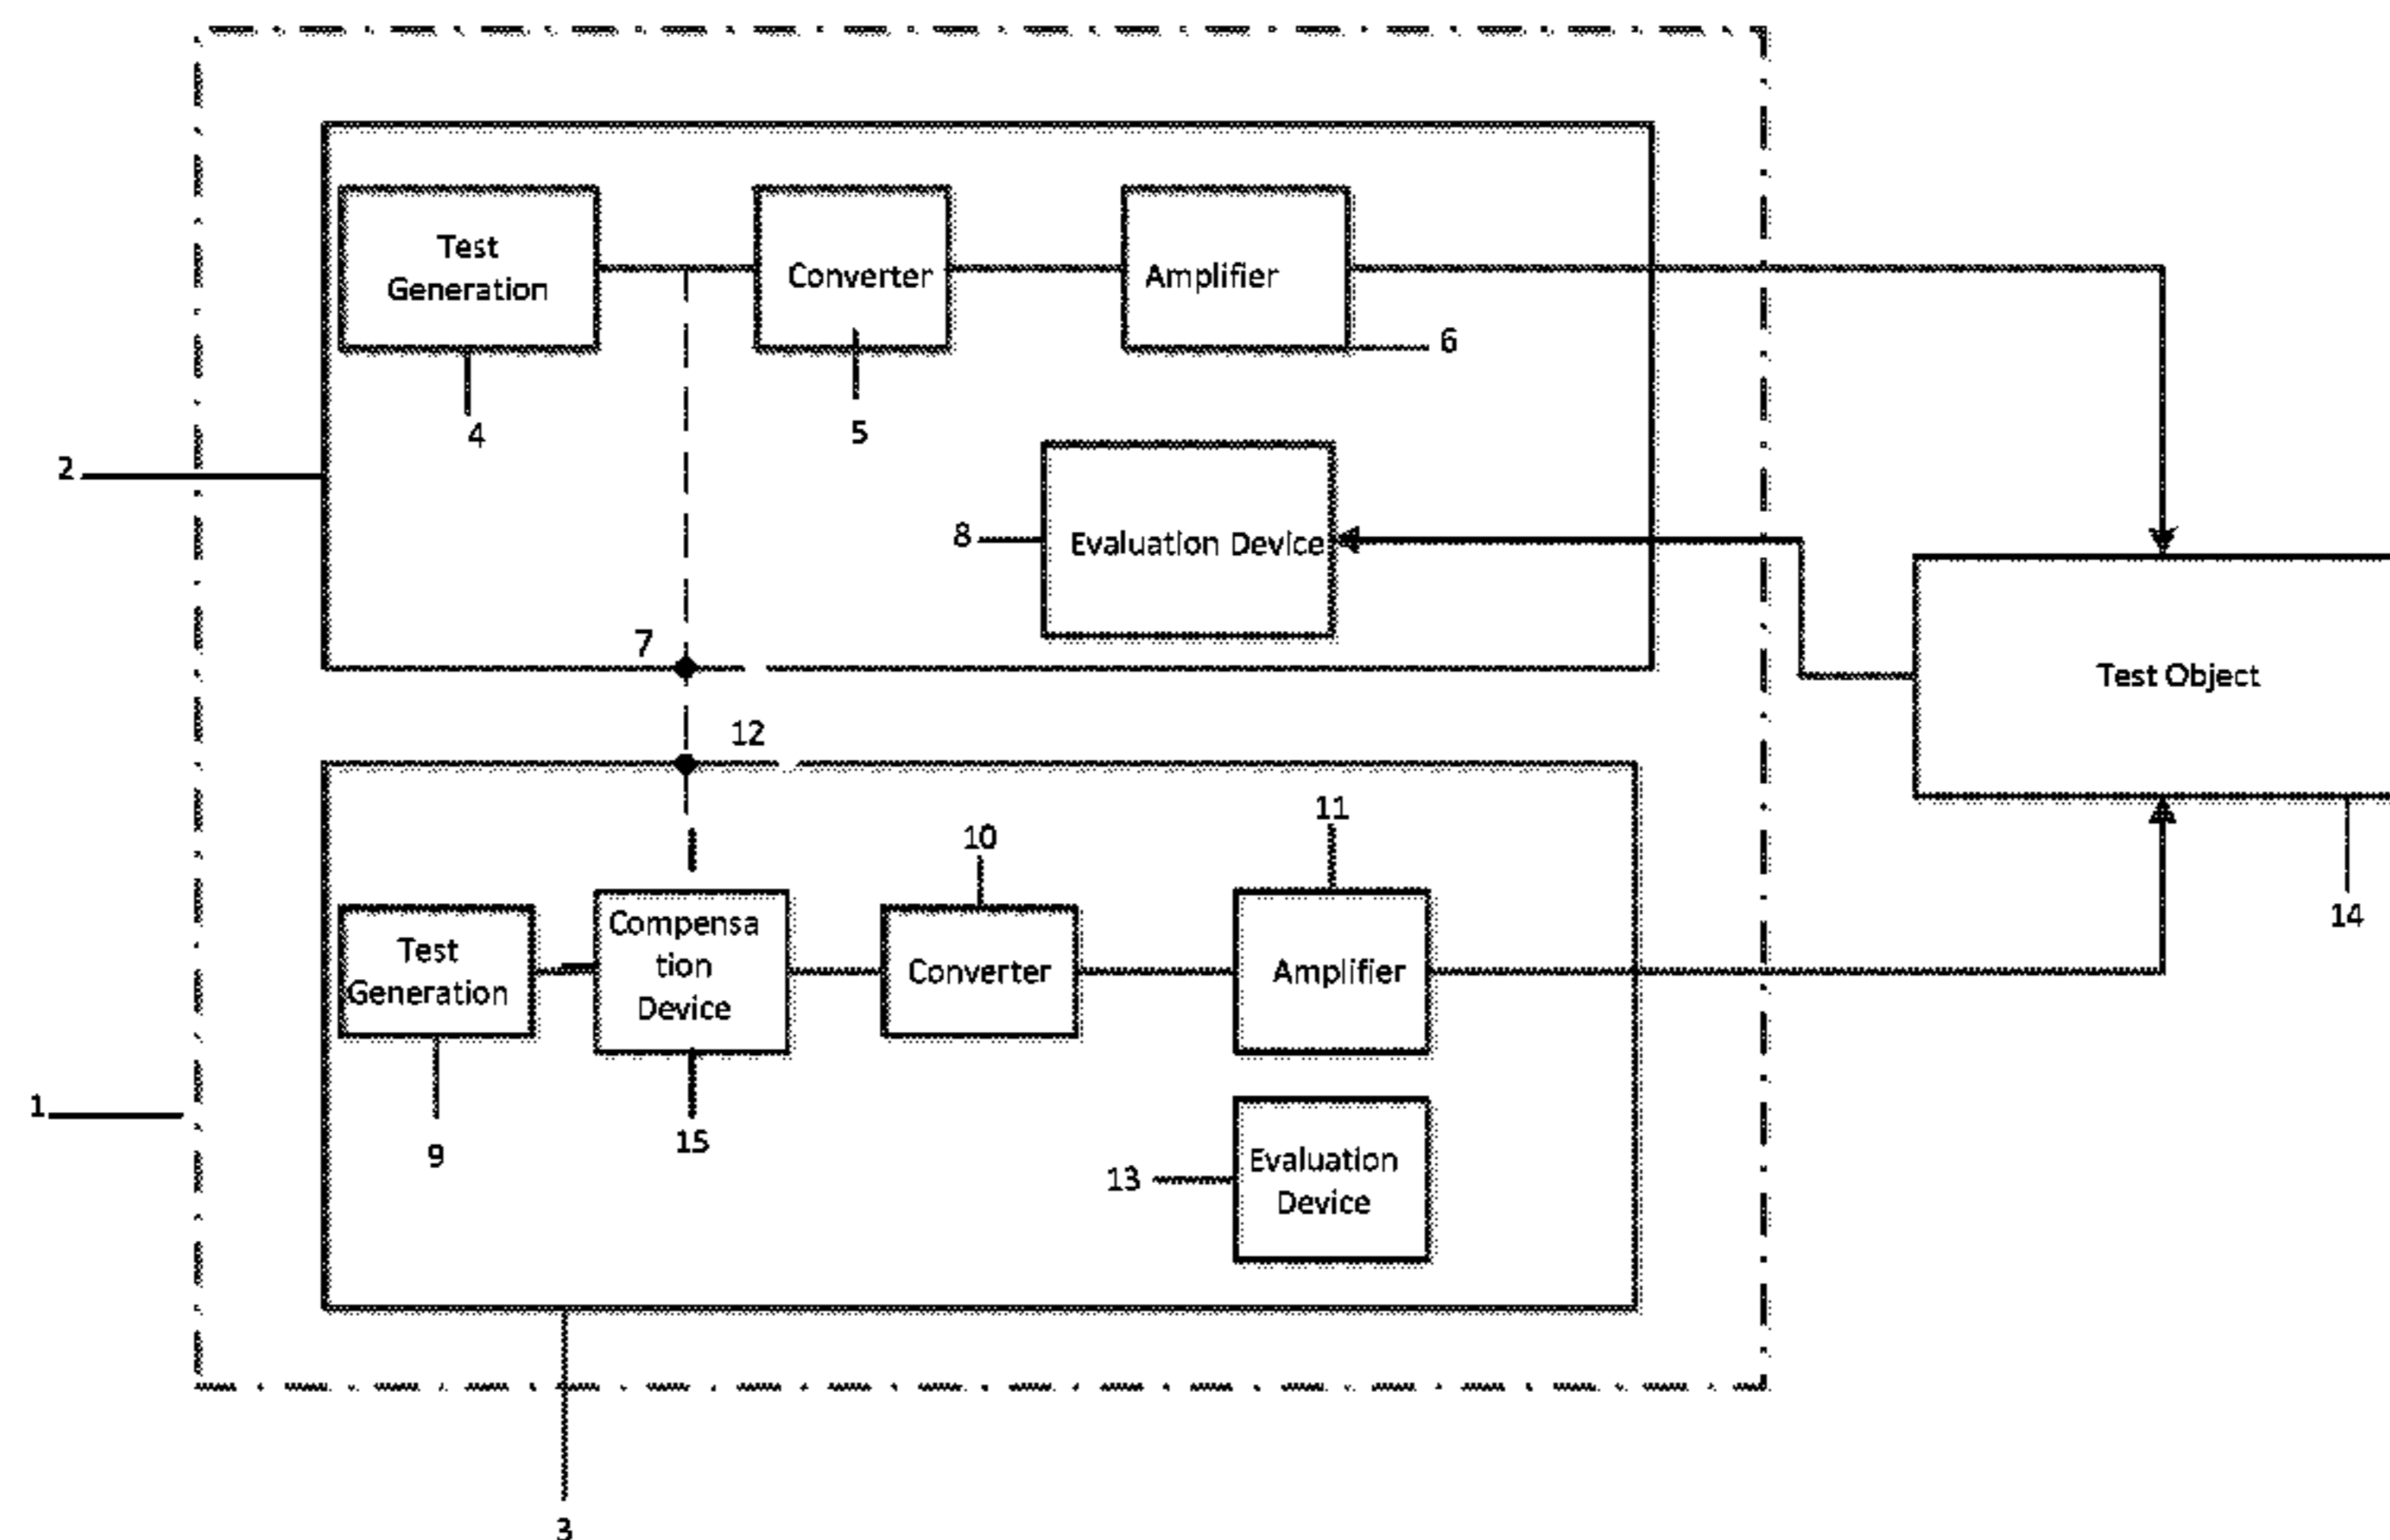 Test
Generation
Converter
Amplifier
6
4
5
2
8
Evaluation Device
7
Test Object
12
11
10
14
Compensa
tion
Device
Test
Generation
Converter
Amplifier
1
9
15
13
Evaluation
Device
3